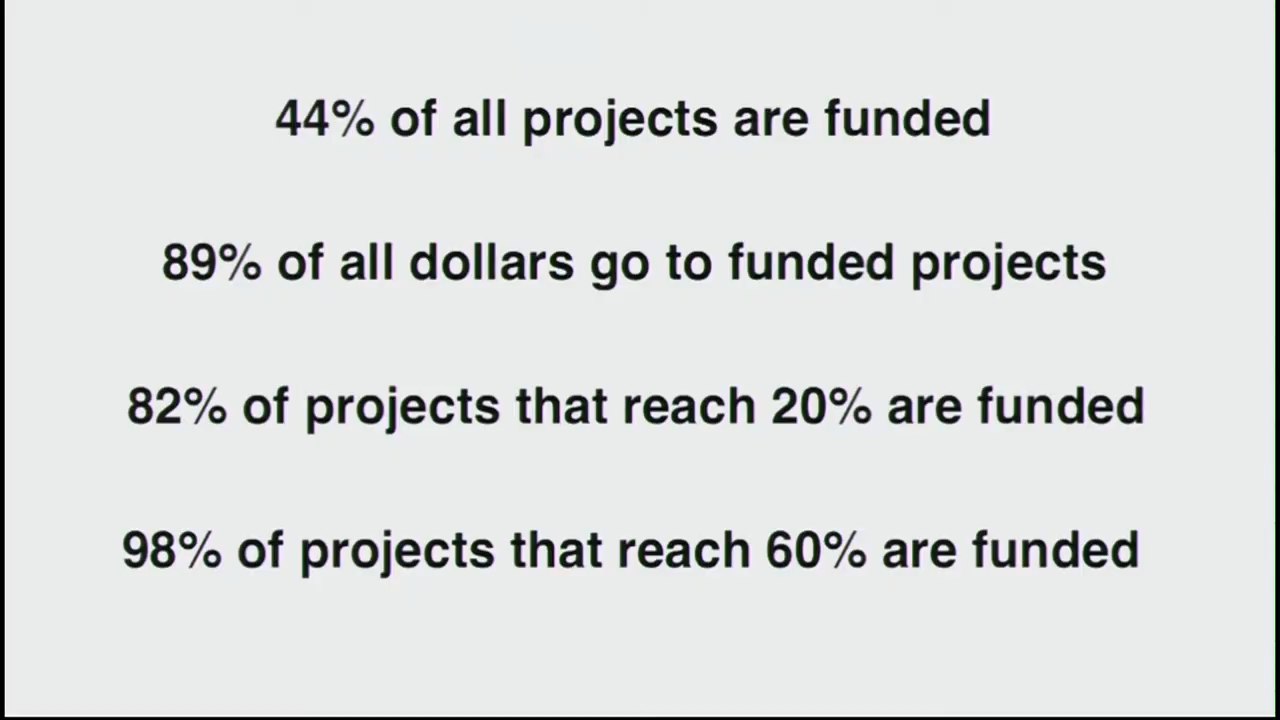 44% of all projects are funded
89% of all dollars go to funded projects
82% of projects that reach 20% are funded
98% of projects that reach 60% are funded